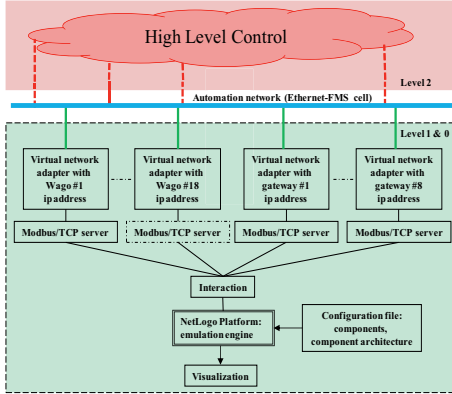 High Level Control
Level 2
Automation network (Ethernet-FMS cell)
Level 1 & 0
Virtual network
adapter with
Wago #1
ip address
Virtual network
adapter with
Wago #18
ip address
Virtual network
adapter with
gateway #1
ip address
Virtual network
adapter with
gateway #8
ip address
Modbus/TCP server
Modbus/TCP server
Modbus/TCP server
Modbus/TCP server
Interaction
NetLogo Platform:
emulation engine
Configuration file:
components,
component architecture
Visualization